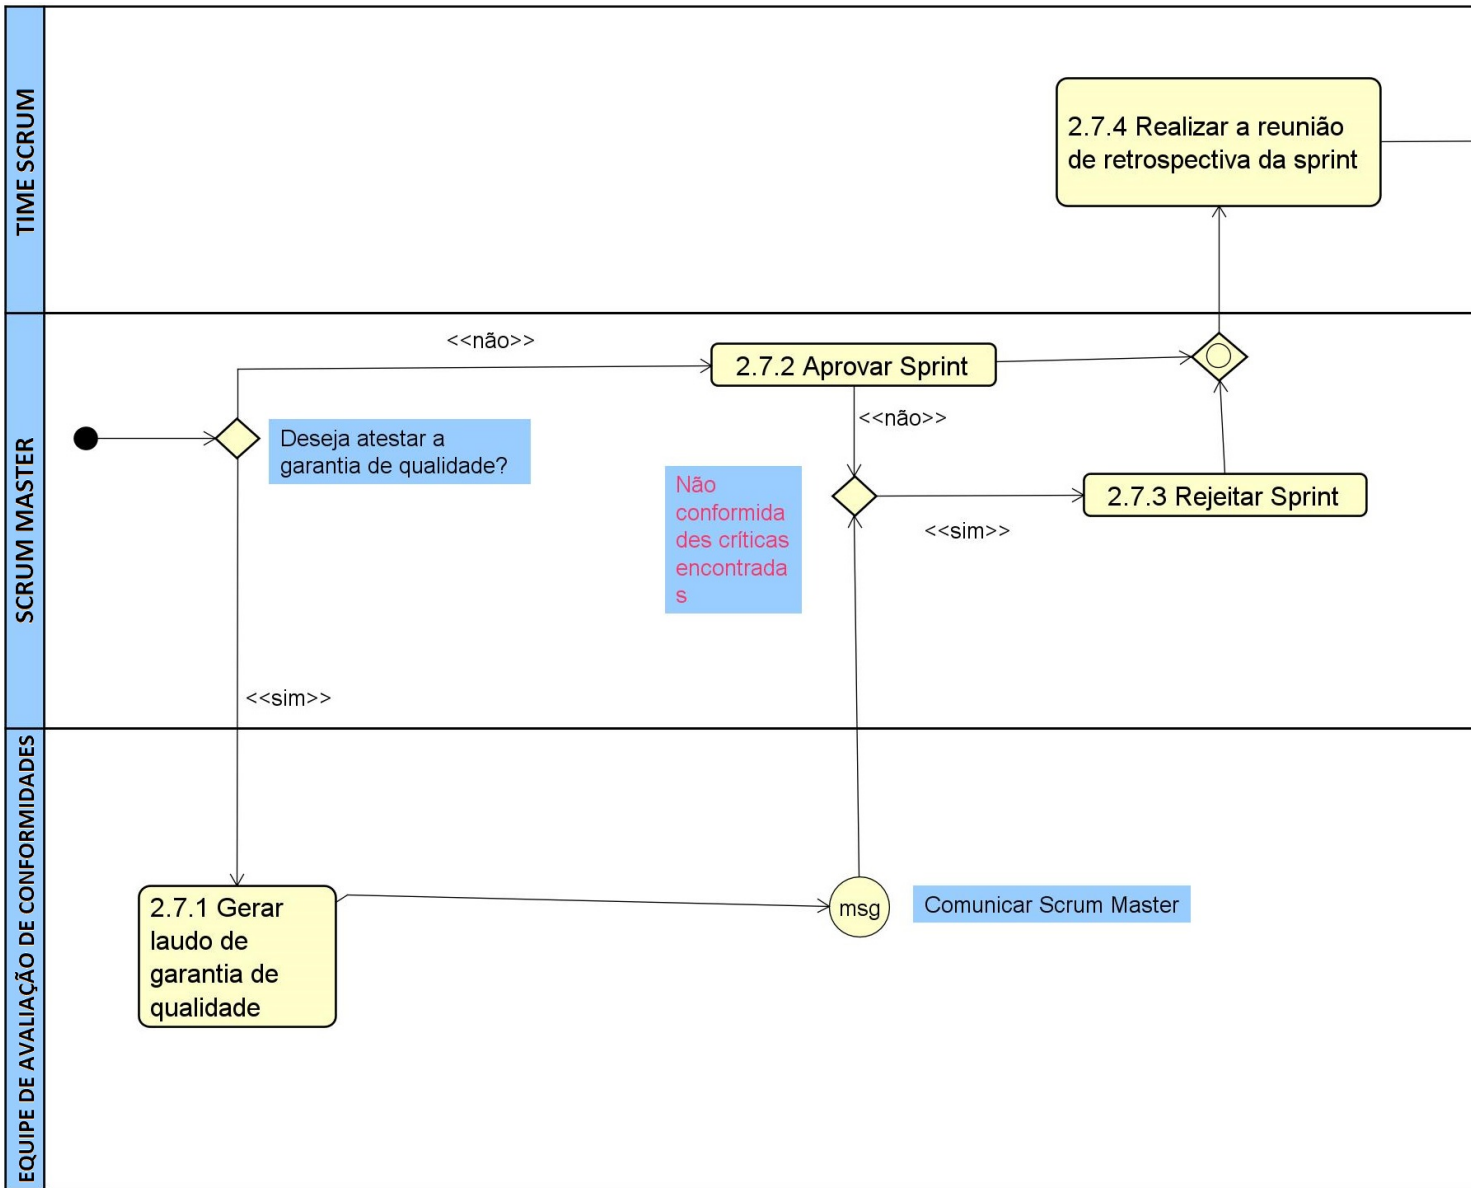 TIME SCRUM
2.7.4 Realizar a reunião
de retrospectiva da sprint
SCRUM MASTER
<<não>>
2.7.2 Aprovar Sprint
<<não>>
Deseja atestar a
garantia de qualidade?
Não
conformida
des críticas
encontrada
s
2.7.3 Rejeitar Sprint
<<sim>>
<<sim>>
EQUIPE DE AVALIAÇÃO DE CONFORMIDADES
2.7.1 Gerar
laudo de
garantia de
qualidade
msg
Comunicar Scrum Master